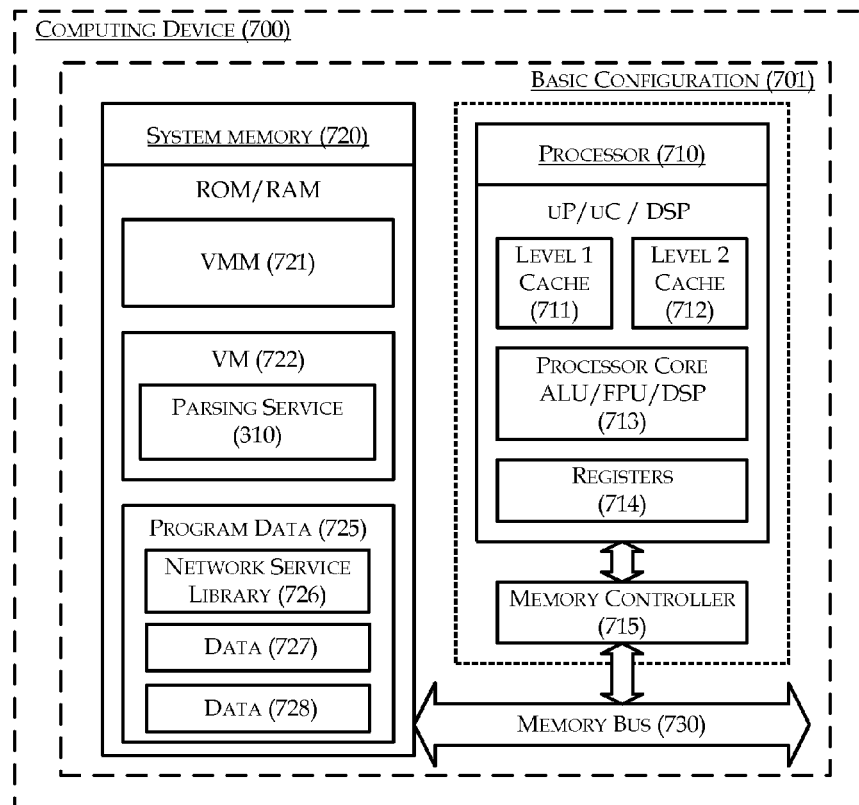 COMPUTING DEVICE (700)
BASIC CONFIGURATION (701)
SYSTEM MEMORY (720)
ROM/RAM
VMM (721)
VM (722)
PARSING SERVICE
(310)
PROGRAM DATA (725)
NETWORK SERVICE
LIBRARY (726)
DATA (727)
DATA (728)
PROCESSOR (710)
UP/UC / DSP
LEVEL 1
CACHE
(711)
LEVEL 2
CACHE
(712)
PROCESSOR CORE
ALU/FPU/DSP
(713)
REGISTERS
(714)
MEMORY CONTROLLER
(715)
MEMORY BUS (730)